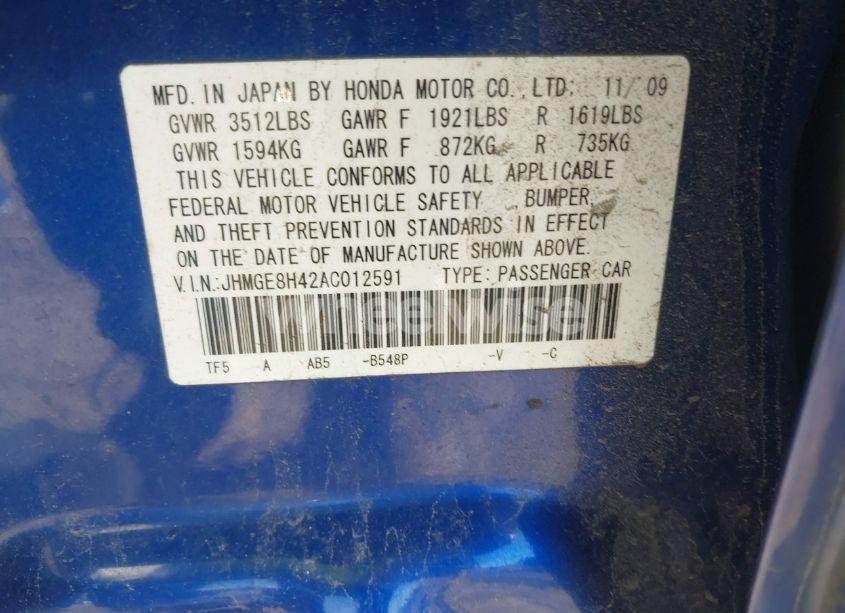 MFD. IN JAPAN BY HONDA MOTOR CO., LTD: 11/ 09
GVWR 3512LBS GAWR F 1921LBS R 1619LBS
GVWR 1594KG GAWR F 872KG R 735KG
THIS VEHICLE CONFORMS TO ALL APPLICABLE
FEDERAL MOTOR VEHICLE SAFETY BUMPER,
AND THEFT PREVENTION STANDARDS IN EFFECT
ON THE DATE OF MANUFACTURE SHOWN ABOVE.
V.I.N.:JHMGE8H42AC012591 TYPE: PASSENGER CAR
WheelWise
TF5 A AB5 -B548P -V -C